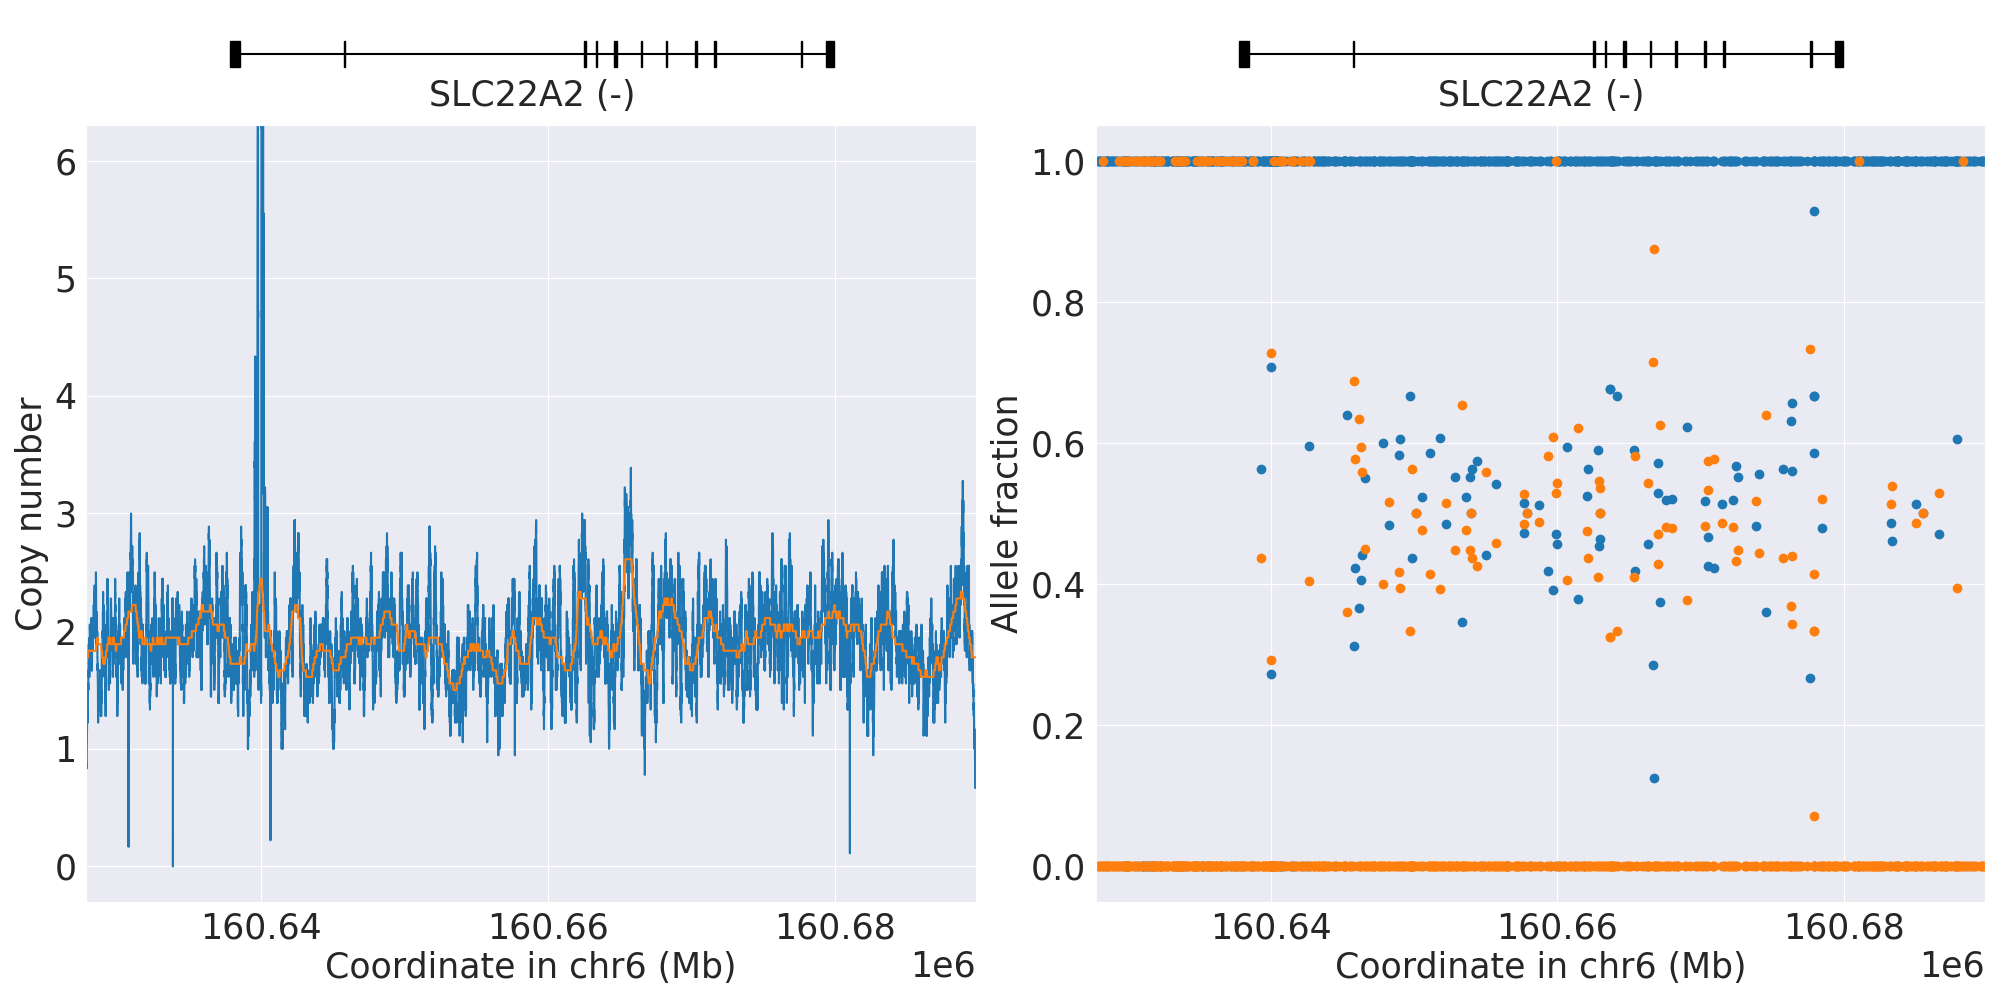 SLC22A2 (-)
6
5
4
3
2
1
0
Copy number
160.64 160.66 160.68
Coordinate in chr6 (Mb) 1e6
SLC22A2 (-)
1.0
0.8
0.6
0.4
0.2
0.0
Allele fraction
160.64 160.66 160.68
Coordinate in chr6 (Mb) 1e6